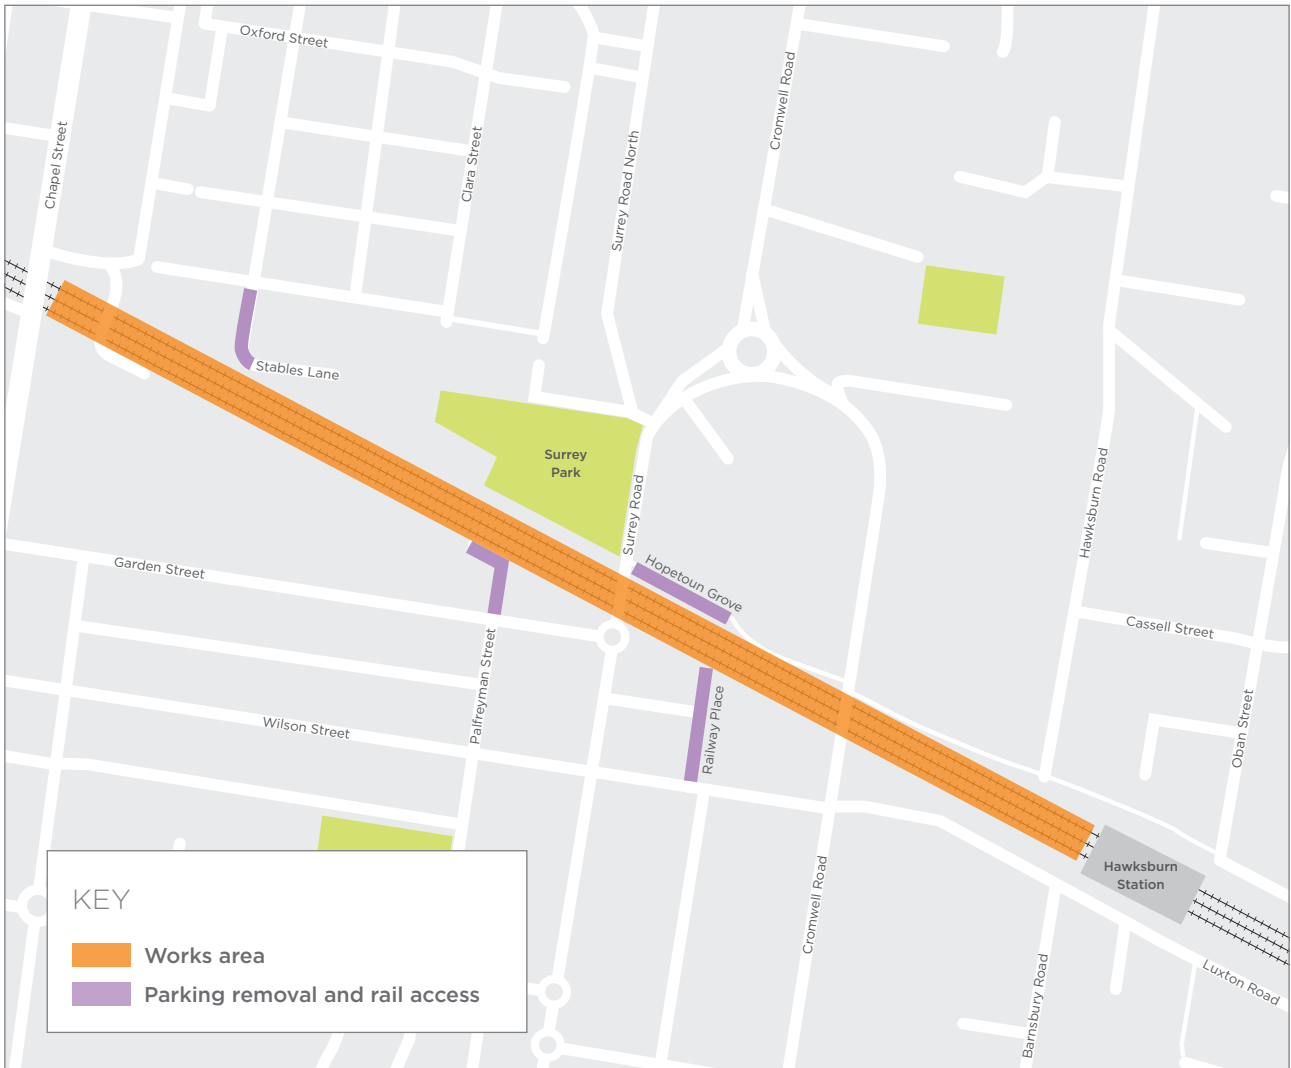 Oxford Street
Cromwell Road
Chapel Street
Clara Street
Surrey Road North
Stables Lane
Surrey
Park
Surrey Road
Hawksburn Road
Garden Street
Hopetoun Grove
Cassell Street
Palfreyman Street
Railway Place
Wilson Street
Oban Street
Hawksburn
Station
Cromwell Road
Luxton Road
Barnsbury Road
KEY
Works area
Parking removal and rail access